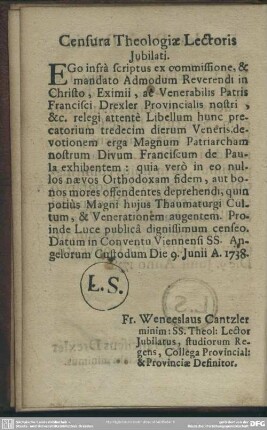 Censura Theologiæ Lectoris
Jubilati.
EGo infrà scriptus ex commissione, &
mandato Admodum Reverendi in
Christo, Eximii, ac Venerabilis Patris
Francisci Drexler Provincialis nostri,
&c. relegi attentè Libellum hunc pre-
catorium tredecim dierum Veneris, de-
votionem erga Magnum Patriarcham
nostrum Divum Franciscum de Pau-
la exhibentem: quia verò in eo nul-
los nævos Orthodoxam fidem, aut bo-
nos mores offendentes deprehendi, quin
potiùs Magni hujus Thaumaturgi Cul-
tum, & Venerationèm augentem. Pro-
inde Luce publicâ dignissimum censeo.
Datum in Conventu Viennensi SS. An-
gelorum Custodum Die 9. Junii A. 1738.
L.S.
Fr. Wenceslaus Cantzler
minim: SS. Theol: Lector
Jubilatus, studiorum Re-
gens, Collega Provincial:
& Provinciæ Definitor.